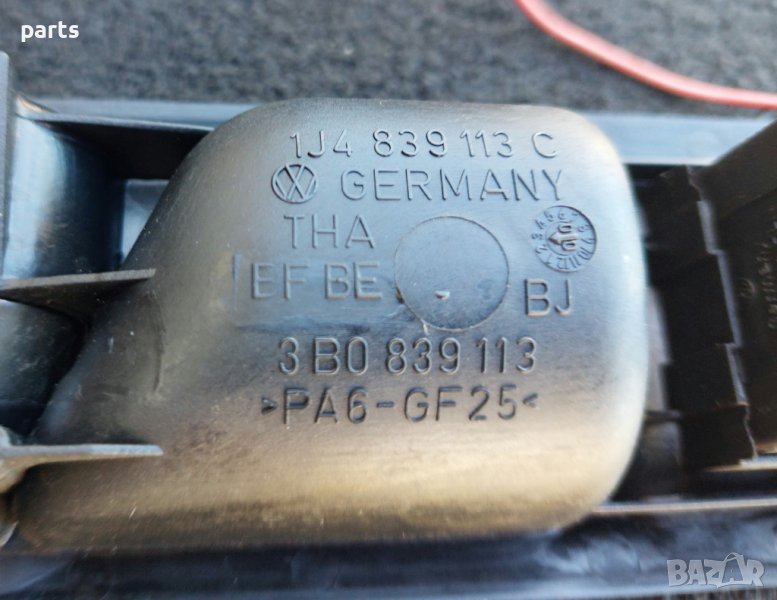 parts
1J4 839 113 C
GERMANY
THA
EF BE
BJ
3B0 839 113
>PA6-GF25<
BAZAR